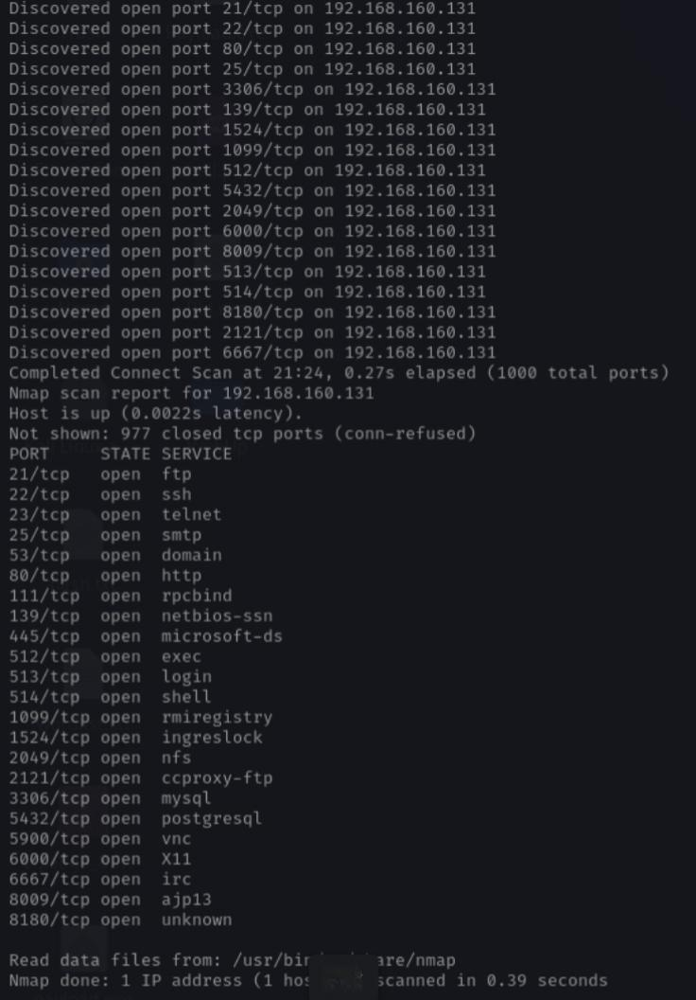 Discovered open port 21/tcp on 192.168.160.131
Discovered open port 22/tcp on 192.168.160.131
Discovered open port 80/tcp on 192.168.160.131
Discovered open port 25/tcp on 192.168.160.131
Discovered open port 3306/tcp on 192.168.160.131
Discovered open port 139/tcp on 192.168.160.131
Discovered open port 1524/tcp on 192.168.160.131
Discovered open port 1099/tcp on 192.168.160.131
Discovered open port 512/tcp on 192.168.160.131
Discovered open port 5432/tcp on 192.168.160.131
Discovered open port 2049/tcp on 192.168.160.131
Discovered open port 6000/tcp on 192.168.160.131
Discovered open port 8009/tcp on 192.168.160.131
Discovered open port 513/tcp on 192.168.160.131
Discovered open port 514/tcp on 192.168.160.131
Discovered open port 8180/tcp on 192.168.160.131
Discovered open port 2121/tcp on 192.168.160.131
Discovered open port 6667/tcp on 192.168.160.131
Completed Connect Scan at 21:24, 0.27s elapsed (1000 total ports)
Nmap scan report for 192.168.160.131
Host is up (0.0022s latency).
Not shown: 977 closed tcp ports (conn-refused)
PORT     STATE SERVICE
21/tcp   open  ftp
22/tcp   open  ssh
23/tcp   open  telnet
25/tcp   open  smtp
53/tcp   open  domain
80/tcp   open  http
111/tcp  open  rpcbind
139/tcp  open  netbios-ssn
445/tcp  open  microsoft-ds
512/tcp  open  exec
513/tcp  open  login
514/tcp  open  shell
1099/tcp open  rmiregistry
1524/tcp open  ingreslock
2049/tcp open  nfs
2121/tcp open  ccproxy-ftp
3306/tcp open  mysql
5432/tcp open  postgresql
5900/tcp open  vnc
6000/tcp open  X11
6667/tcp open  irc
8009/tcp open  ajp13
8180/tcp open  unknown
Read data files from: are/nmap
Nmap done: 1 IP address (1 scanned in 0.39 seconds